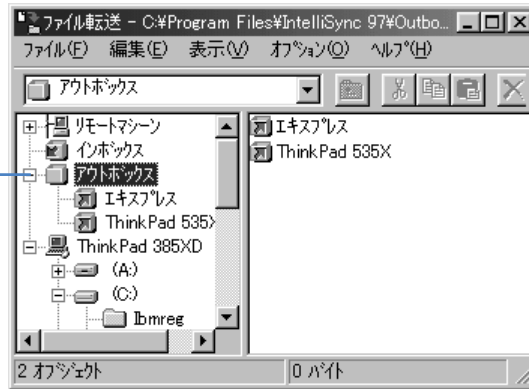 ファイル転送 - C:¥Program Files¥IntelliSync 97¥Outbo...
ファイル(F) 編集(E) 表示(V) オプション(O) ヘルプ(H)
アウトボックス
リモートマシーン
インボックス
アウトボックス
エキスプレス
ThinkPad 535X
ThinkPad 385XD
(A:)
(C:)
Ibmreg
エキスプレス
ThinkPad 535X
2 オブジェクト
0 バイト